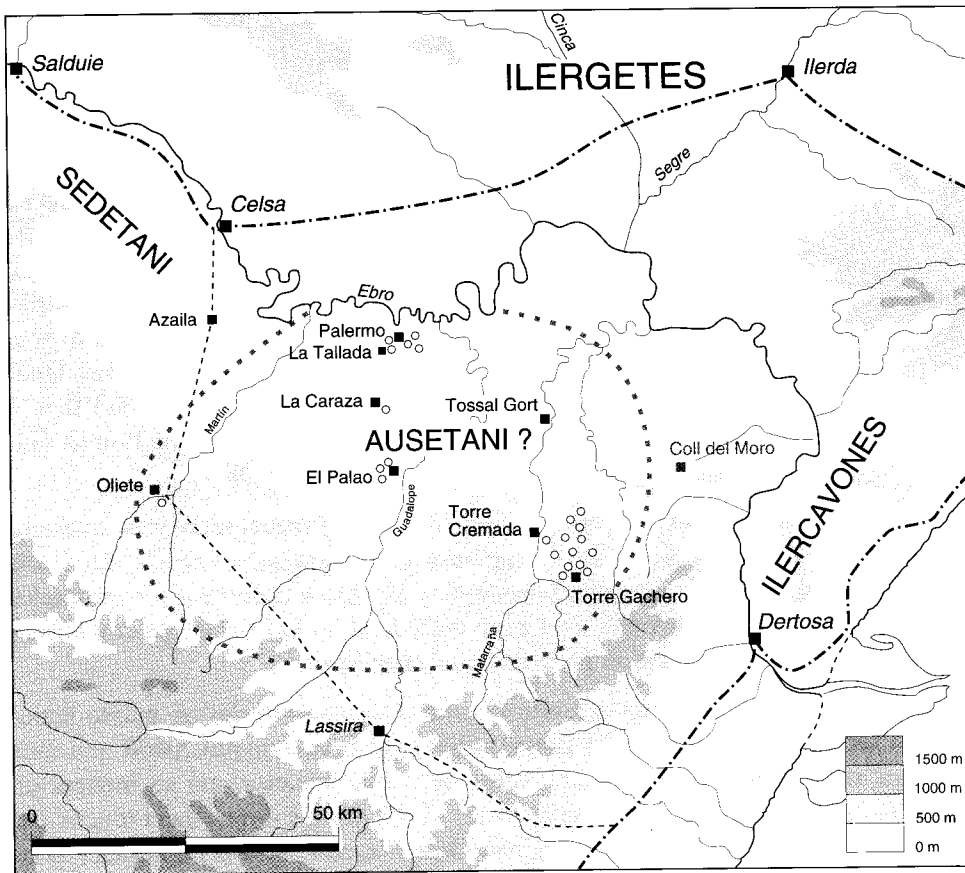 Cinca
Salduie
ILERGETES
Ilerda
Segre
SEDETANI
Celsa
Ebro
Azaila
Palermo
La Tallada
Martín
La Caraza
Tossal Gort
AUSETANI ?
Coll del Moro
El Palao
Oliete
Guadalope
Torre
Cremada
ILERCAVONES
Torre Gachero
Dertosa
Matarraña
Lassira
0
50 km
1500 m
1000 m
500 m
0 m